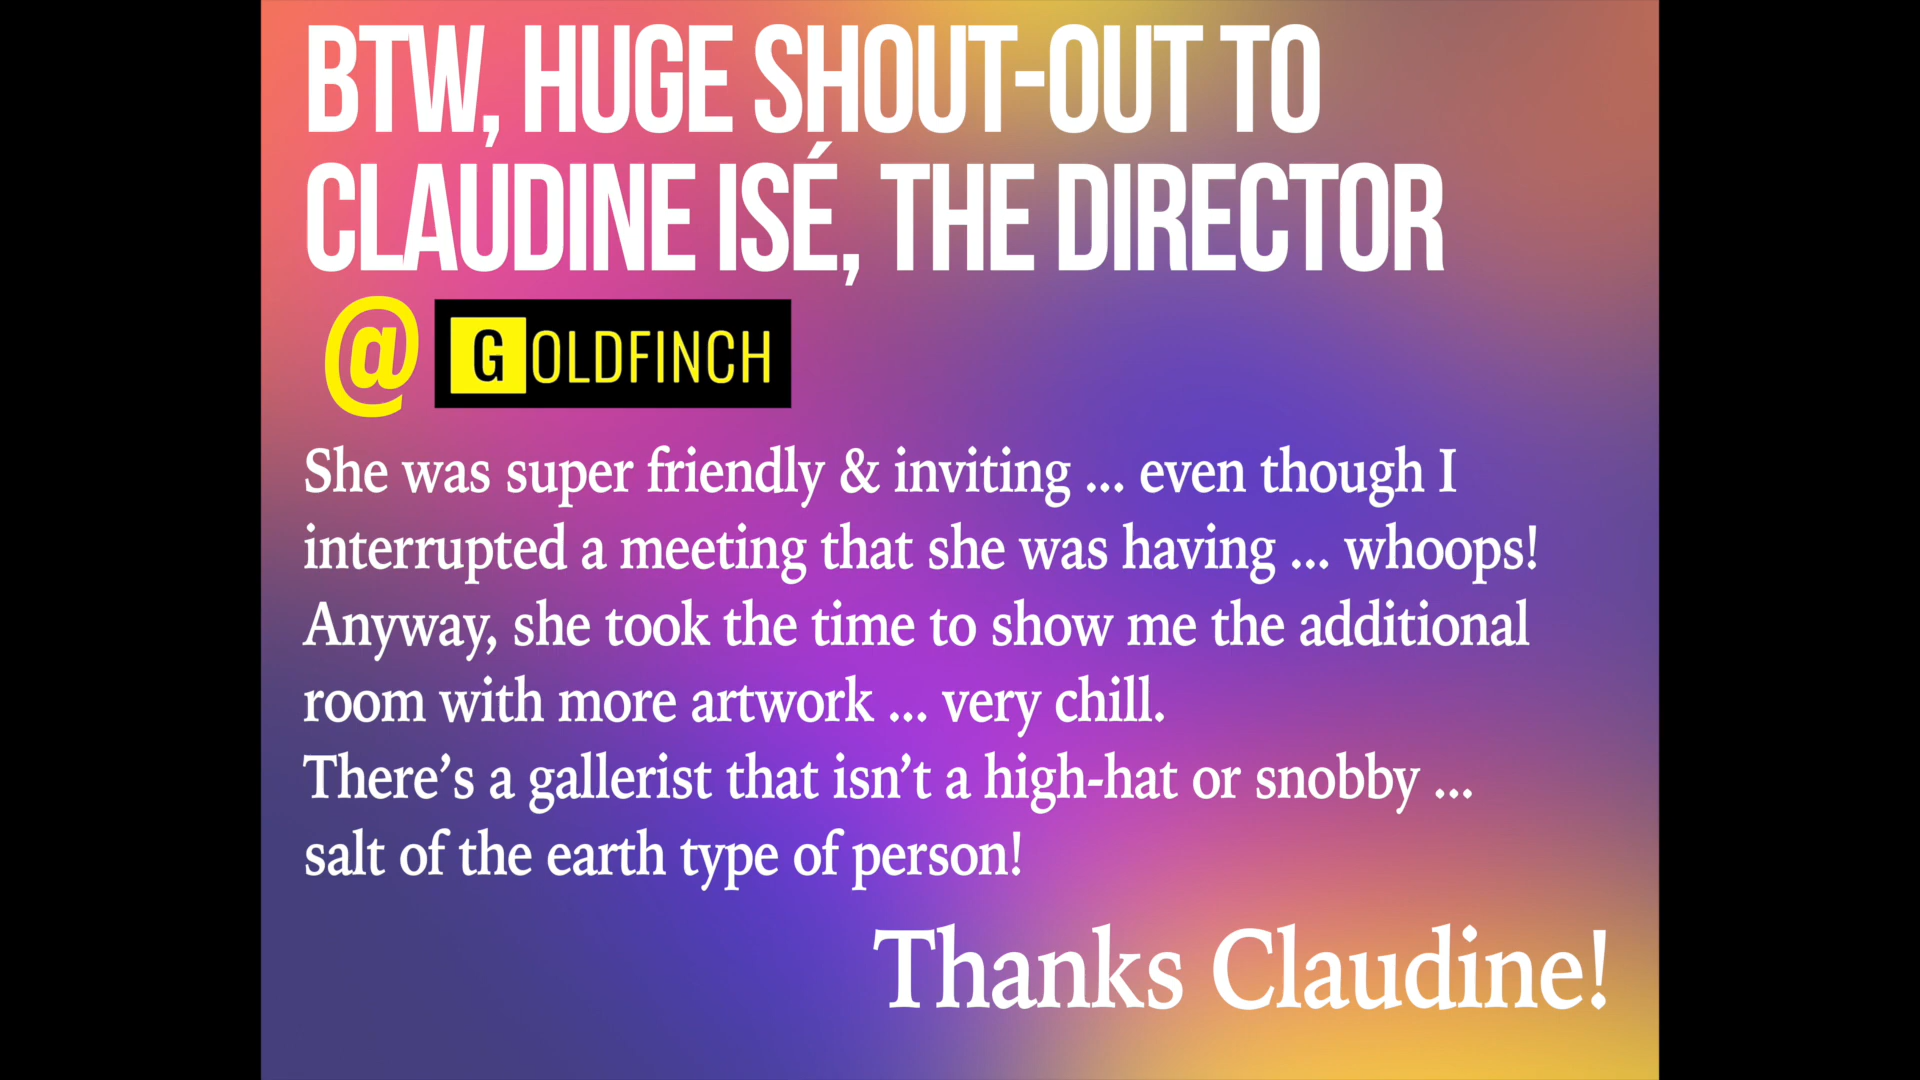 BTW, HUGE SHOUT-OUT TO
CLAUDINE ISÉ, THE DIRECTOR
@ GOLDFINCH
She was super friendly & inviting ... even though I
interrupted a meeting that she was having ... whoops!
Anyway, she took the time to show me the additional
room with more artwork ... very chill.
There’s a gallerist that isn’t a high-hat or snobby ...
salt of the earth type of person!
Thanks Claudine!